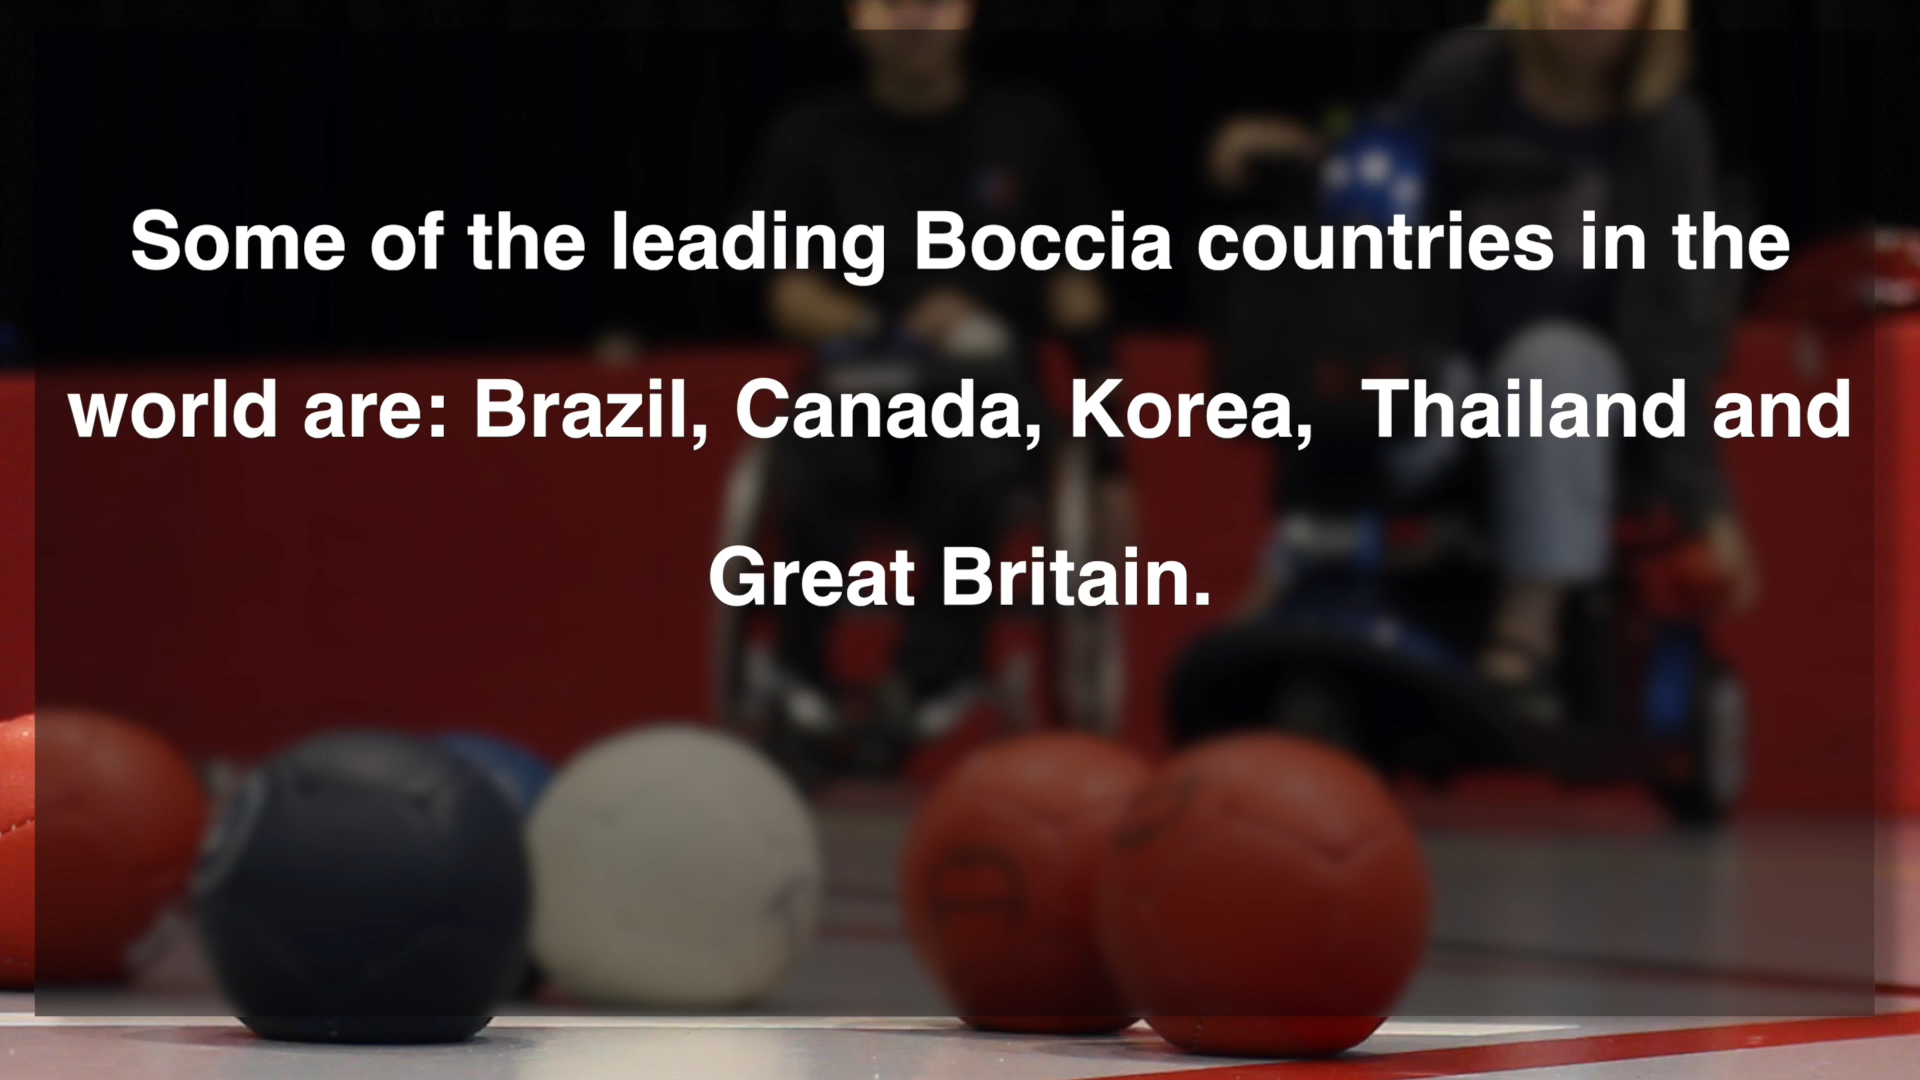 Some of the leading Boccia countries in the
world are: Brazil, Canada, Korea,  Thailand and
Great Britain.